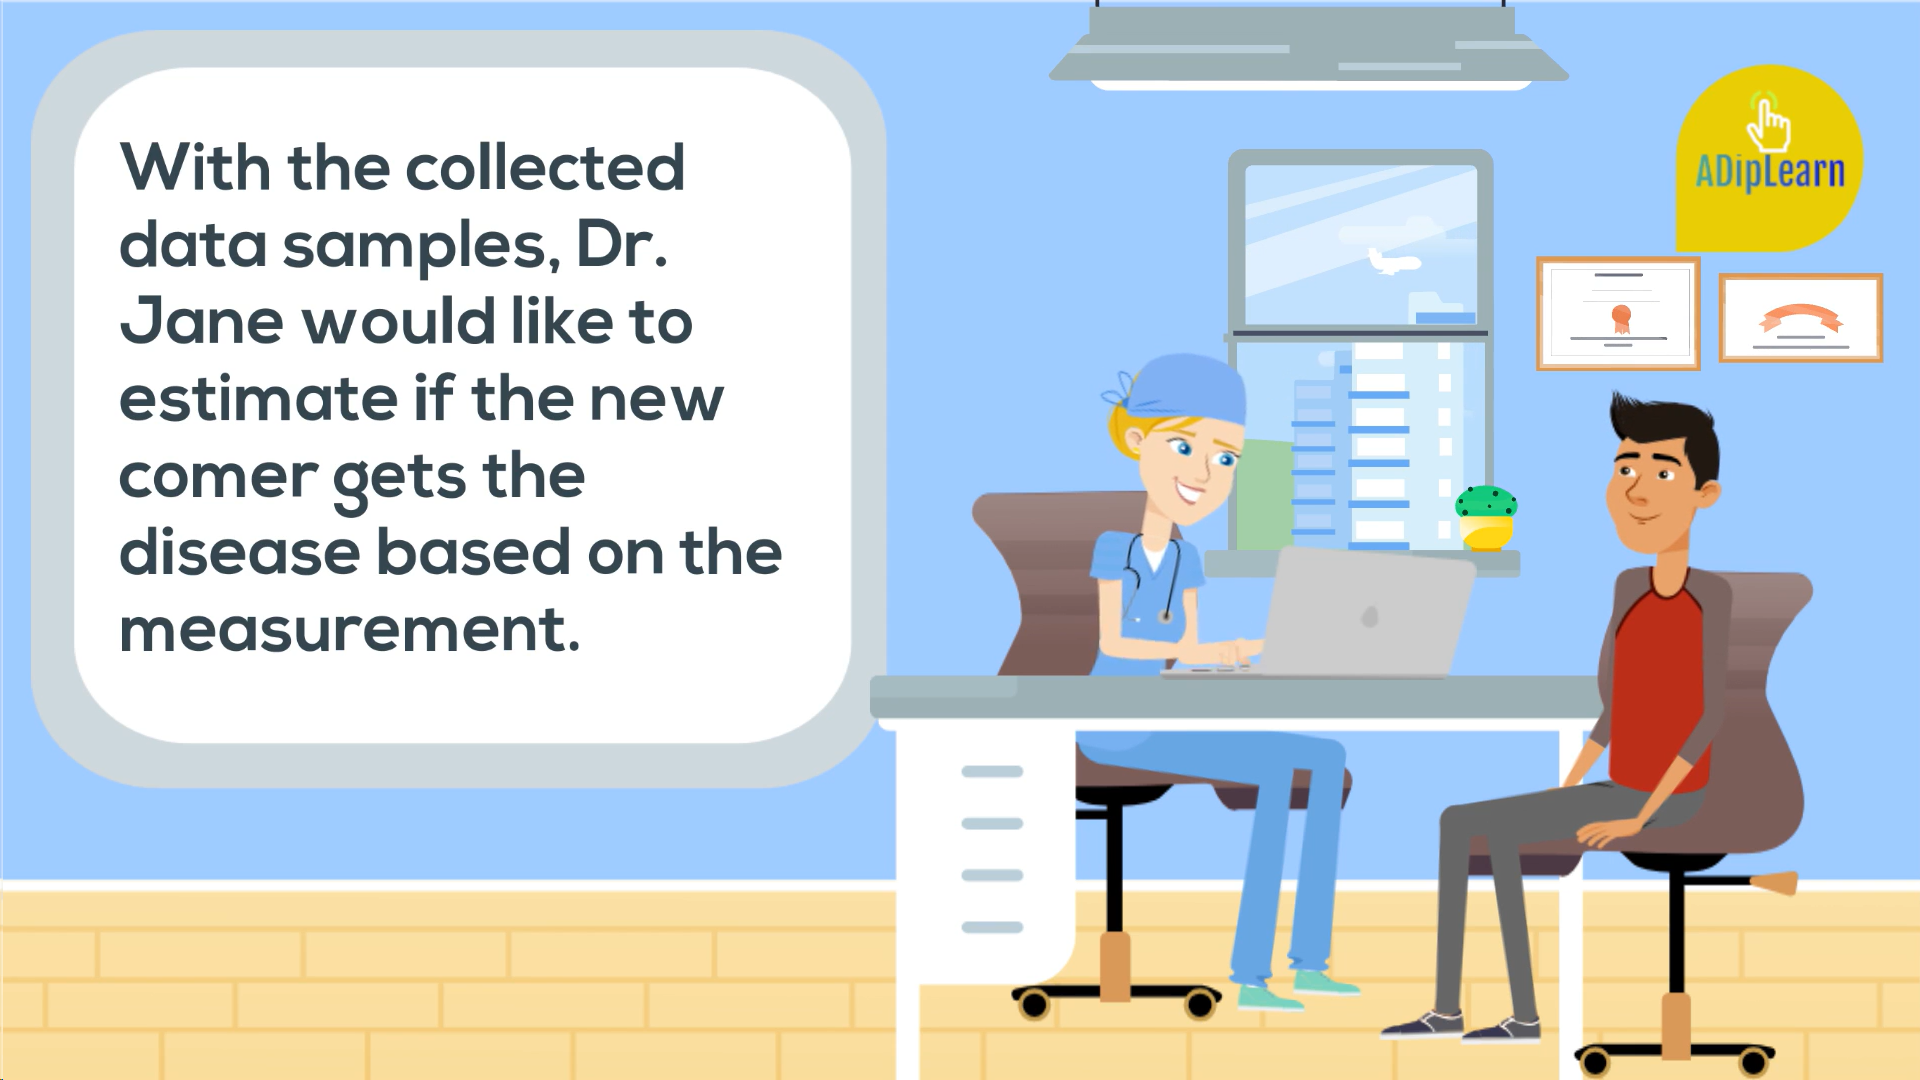 With the collected
data samples, Dr.
Jane would like to
estimate if the new
comer gets the
disease based on the
measurement.
ADipLearn